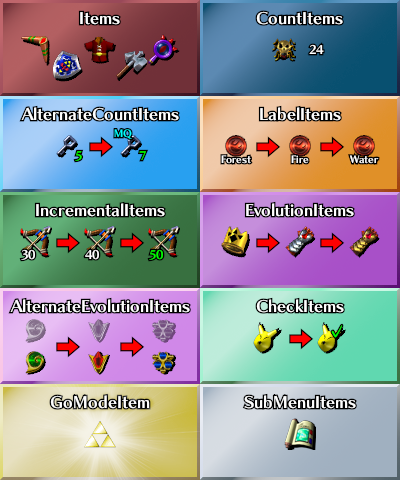 Items
CountItems
24
AlternateCountItems
5
MQ
7
LabelItems
Forest
Fire
Water
IncrementalItems
30
40
50
EvolutionItems
AlternateEvolutionItems
CheckItems
GoModeItem
SubMenuItems